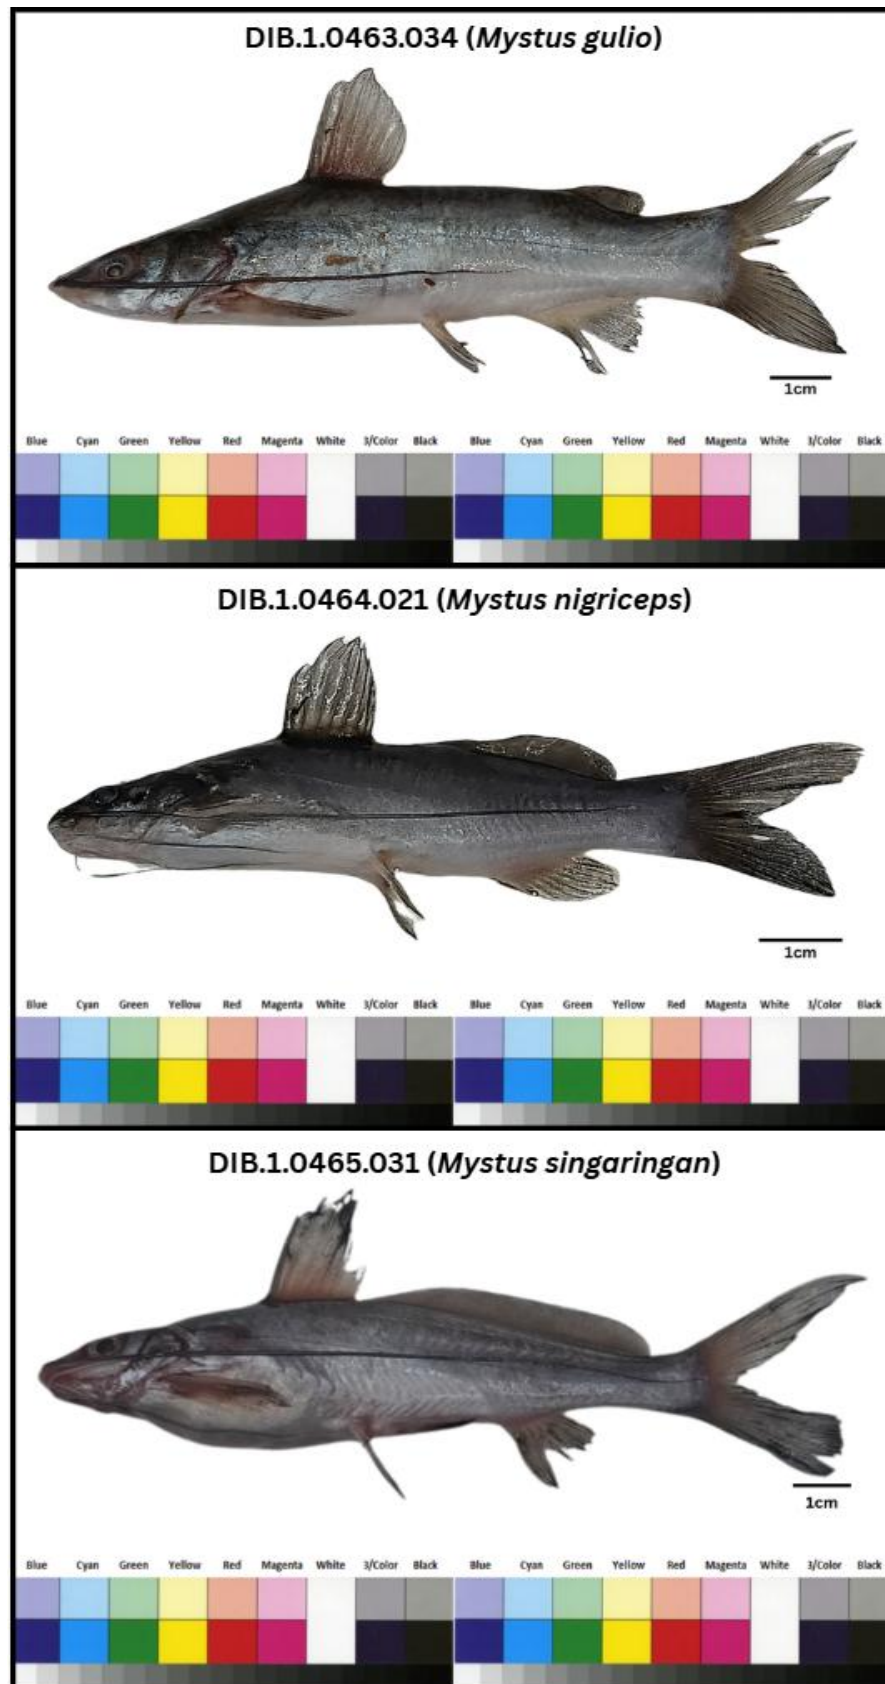 DIB.1.0463.034 (Mystus gulio)
1cm
Blue Cyan Green Yellow Red Magenta White 3/Color Black Blue Cyan Green Yellow Red Magenta White 3/Color Black
DIB.1.0464.021 (Mystus nigriceps)
1cm
Blue Cyan Green Yellow Red Magenta White 3/Color Black Blue Cyan Green Yellow Red Magenta White 3/Color Black
DIB.1.0465.031 (Mystus singaringan)
1cm
Blue Cyan Green Yellow Red Magenta White 3/Color Black Blue Cyan Green Yellow Red Magenta White 3/Color Black